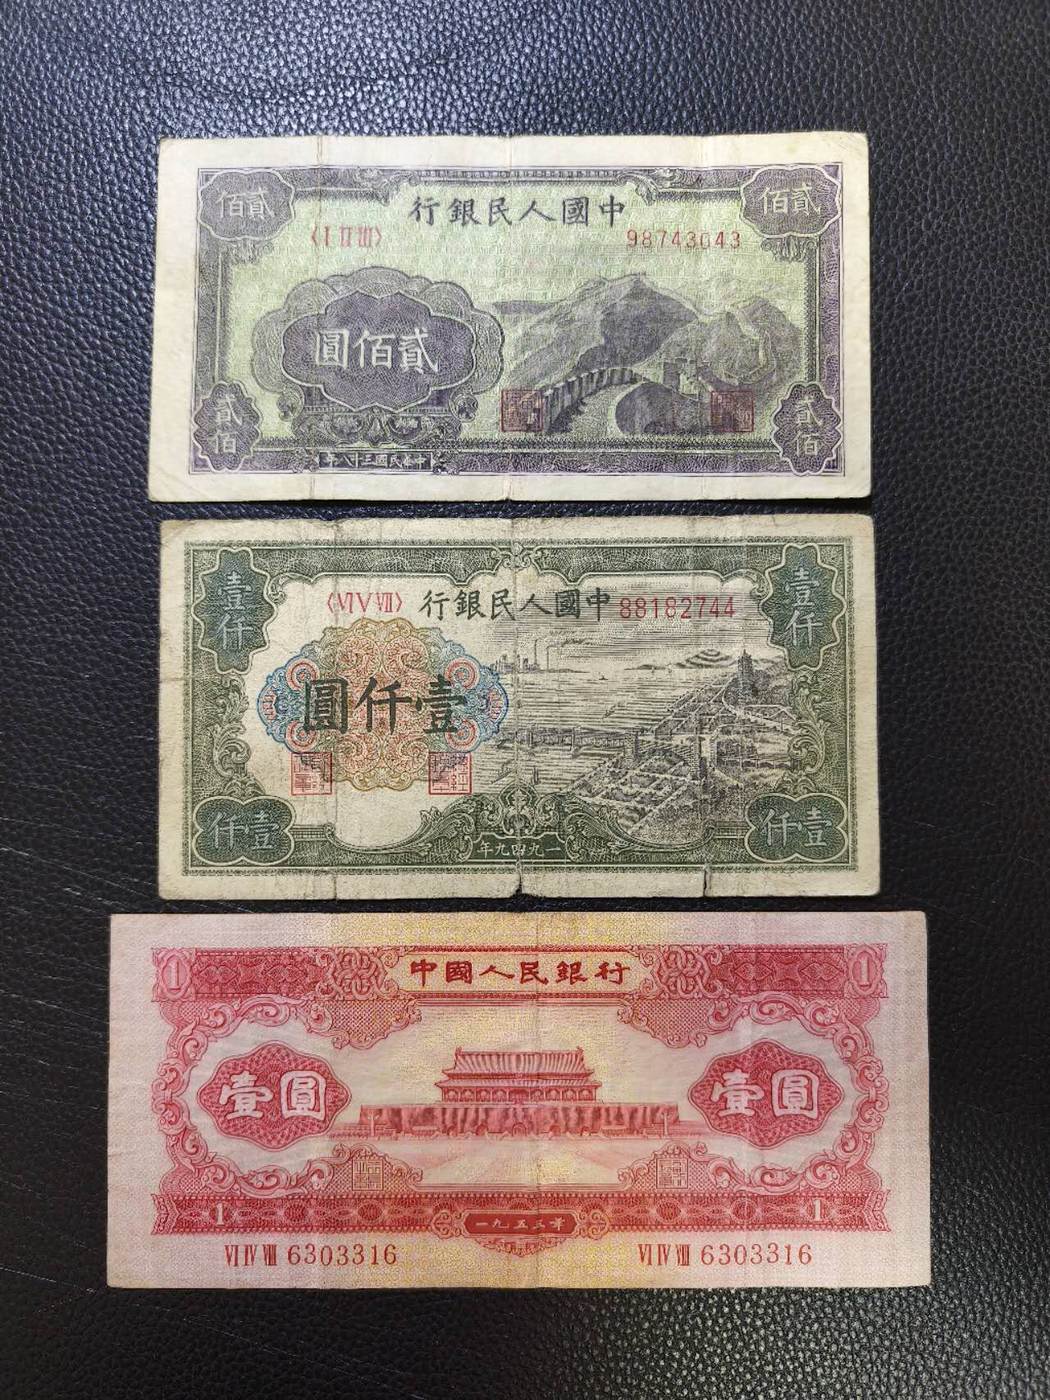 貳佰
中國人民銀行
貳佰
〈I II III〉
98743043
貳佰圓
貳佰
貳佰
中華民國三十八年
壹仟
〈VI V VII〉
中國人民銀行
88182744
壹仟
壹仟圓
壹仟
一九四九年
壹仟
1
中國人民銀行
1
壹圓
壹圓
1
一九五三年
1
VI IV VIII 6303316
VI IV VIII 6303316